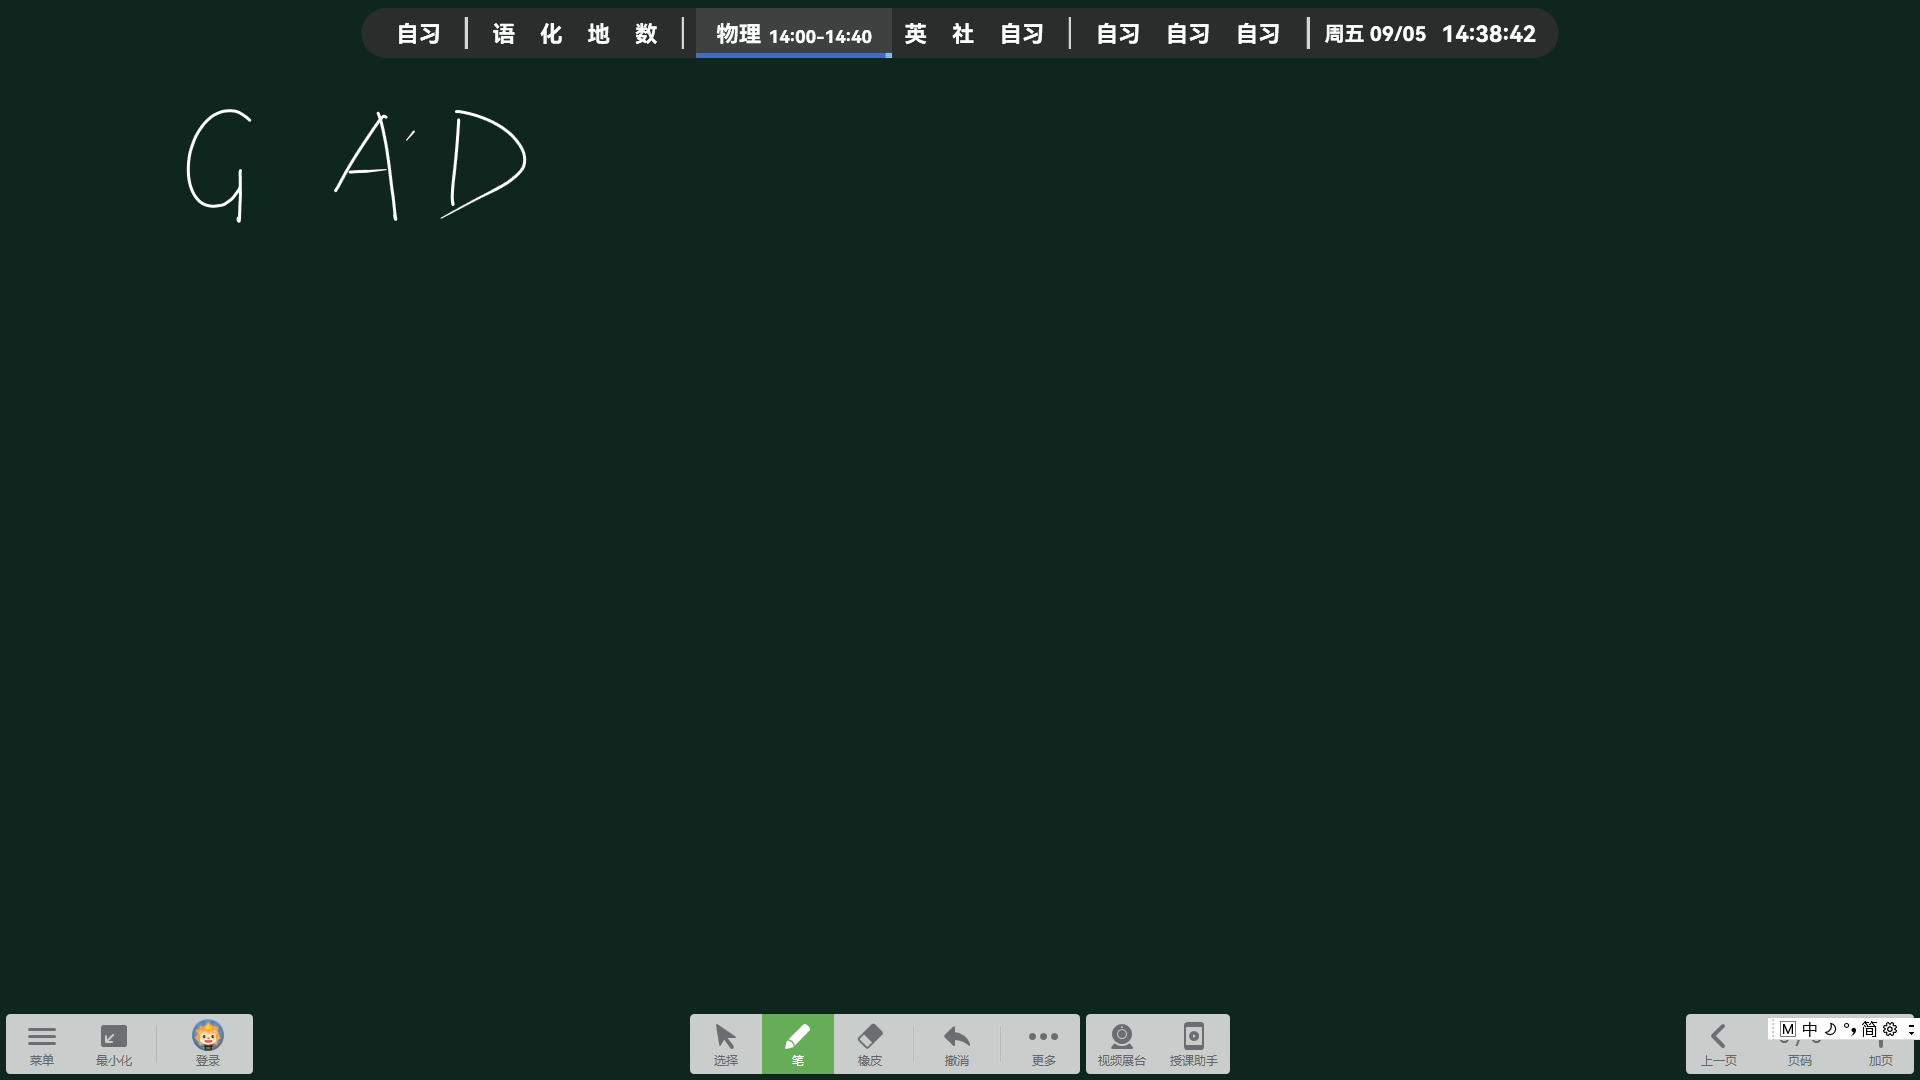 自习 语 化 地 数 物理 14:00-14:40 英 社 自习 自习 自习 自习 周五 09/05 14:38:42
G A D
M 中 简
菜单 最小化 登录 选择 笔 橡皮 撤消 更多 视频展台 授课助手 上一页 页码 加页